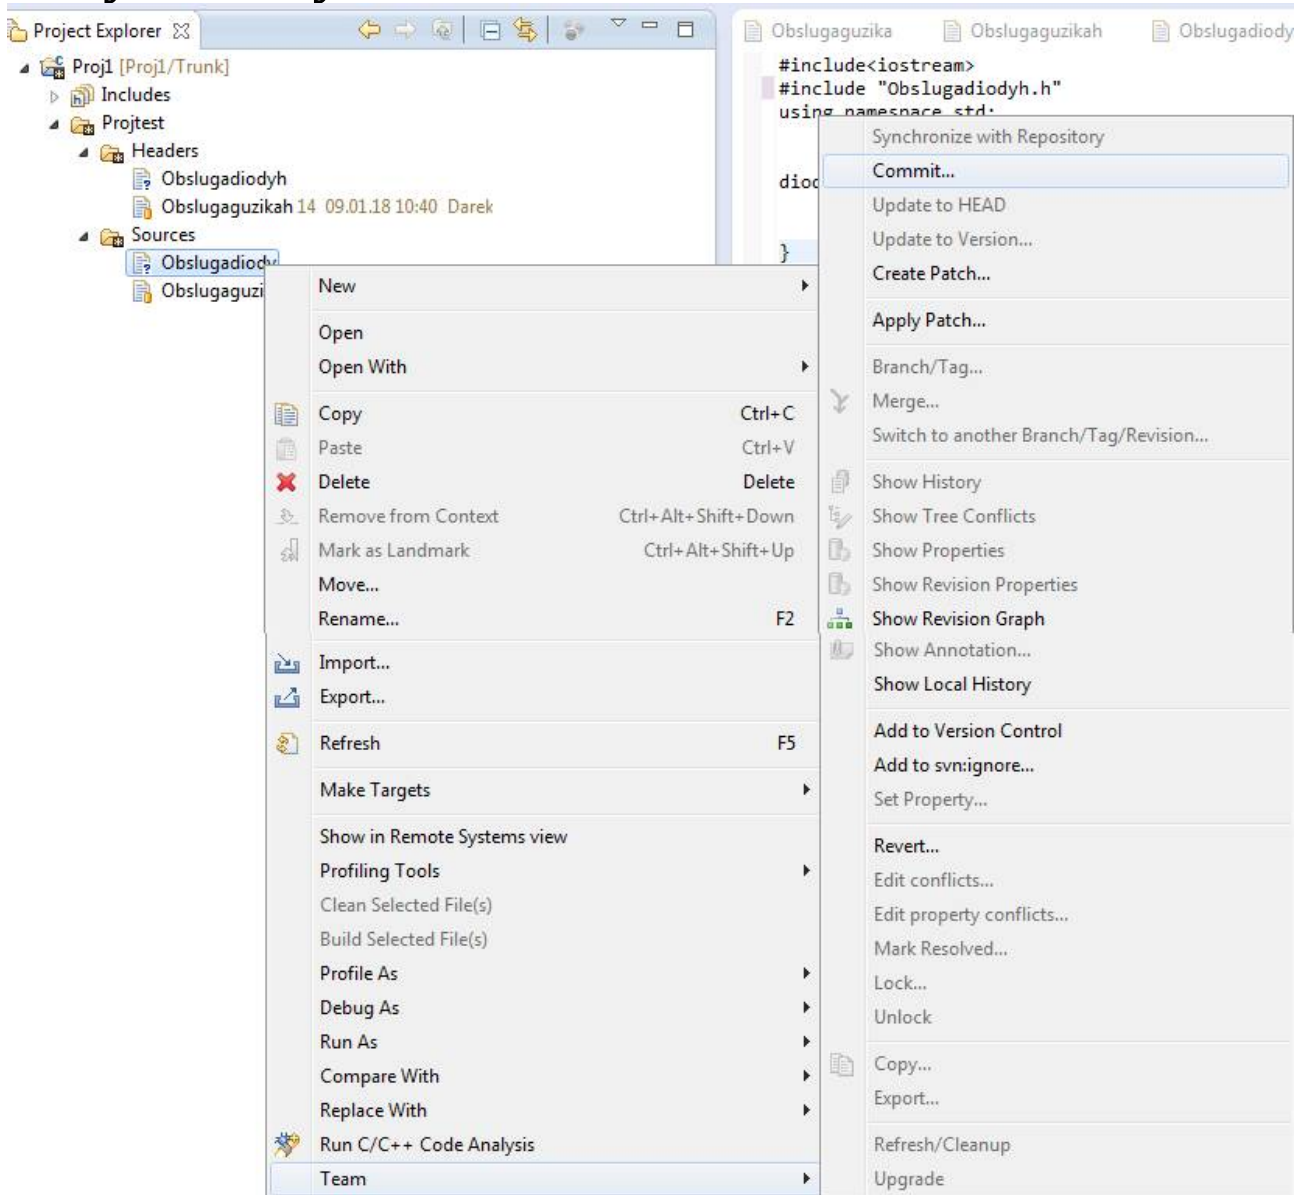 Project Explorer
Proj1 [Proj1/Trunk]
Includes
Projtest
Headers
Obslugadiodyh
Obslugaguzikah 14 09.01.18 10:40 Darek
Sources
Obslugadiody
Obslugaguzi
Obslugaguzika Obslugaguzikah Obslugadiody
#include<iostream>
#include "Obslugadiodyh.h"
using namespace std;
diod
}
New
Open
Open With
Copy Ctrl+C
Paste Ctrl+V
Delete Delete
Remove from Context Ctrl+Alt+Shift+Down
Mark as Landmark Ctrl+Alt+Shift+Up
Move...
Rename... F2
Import...
Export...
Refresh F5
Make Targets
Show in Remote Systems view
Profiling Tools
Clean Selected File(s)
Build Selected File(s)
Profile As
Debug As
Run As
Compare With
Replace With
Run C/C++ Code Analysis
Team
Synchronize with Repository
Commit...
Update to HEAD
Update to Version...
Create Patch...
Apply Patch...
Branch/Tag...
Merge...
Switch to another Branch/Tag/Revision...
Show History
Show Tree Conflicts
Show Properties
Show Revision Properties
Show Revision Graph
Show Annotation...
Show Local History
Add to Version Control
Add to svn:ignore...
Set Property...
Revert...
Edit conflicts...
Edit property conflicts...
Mark Resolved...
Lock...
Unlock
Copy...
Export...
Refresh/Cleanup
Upgrade